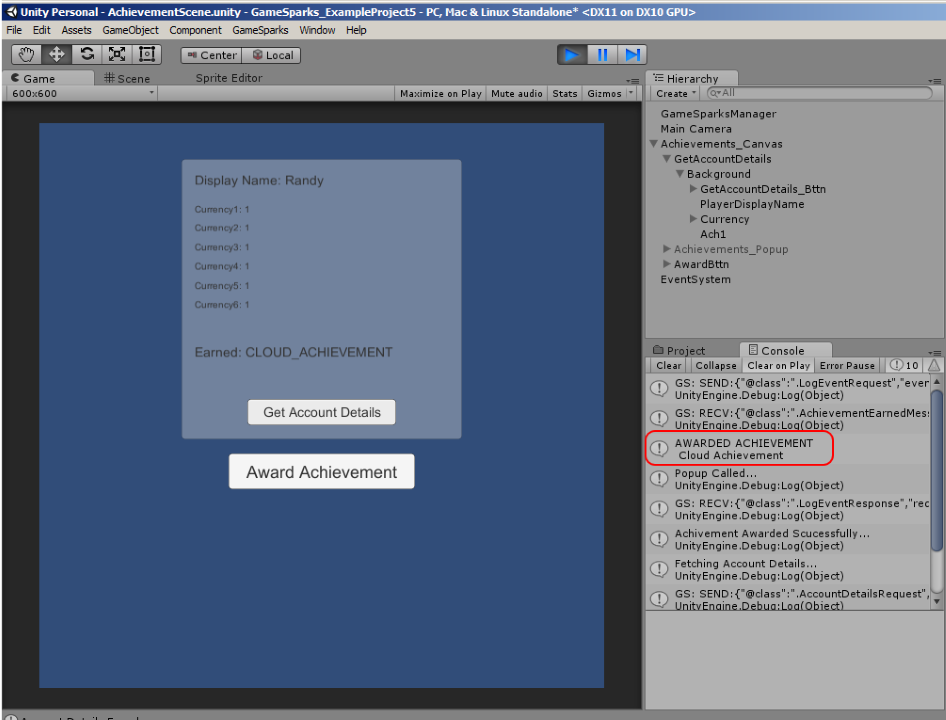 Unity Personal - AchievementScene.unity - GameSparks_ExampleProject5 - PC, Mac & Linux Standalone* <DX11 on DX10 GPU>
File Edit Assets GameObject Component GameSparks Window Help
Center Local
Game Scene Sprite Editor
600x600 Maximize on Play Mute audio Stats Gizmos
Display Name: Randy
Currency1: 1
Currency2: 1
Currency3: 1
Currency4: 1
Currency5: 1
Currency6: 1
Earned: CLOUD_ACHIEVEMENT
Get Account Details
Award Achievement
Hierarchy
Create All
GameSparksManager
Main Camera
Achievements_Canvas
GetAccountDetails
Background
GetAccountDetails_Bttn
PlayerDisplayName
Currency
Ach1
Achievements_Popup
AwardBttn
EventSystem
Project Console
Clear Collapse Clear on Play Error Pause 10
GS: SEND:{"@class":".LogEventRequest","ever
UnityEngine.Debug:Log(Object)
GS: RECV:{"@class":".AchievementEarnedMes
UnityEngine.Debug:Log(Object)
AWARDED ACHIEVEMENT
Cloud Achievement
Popup Called...
UnityEngine.Debug:Log(Object)
GS: RECV:{"@class":".LogEventResponse","rec
UnityEngine.Debug:Log(Object)
Achivement Awarded Scucessfully...
UnityEngine.Debug:Log(Object)
Fetching Account Details...
UnityEngine.Debug:Log(Object)
GS: SEND:{"@class":".AccountDetailsRequest",
UnityEngine.Debug:Log(Object)